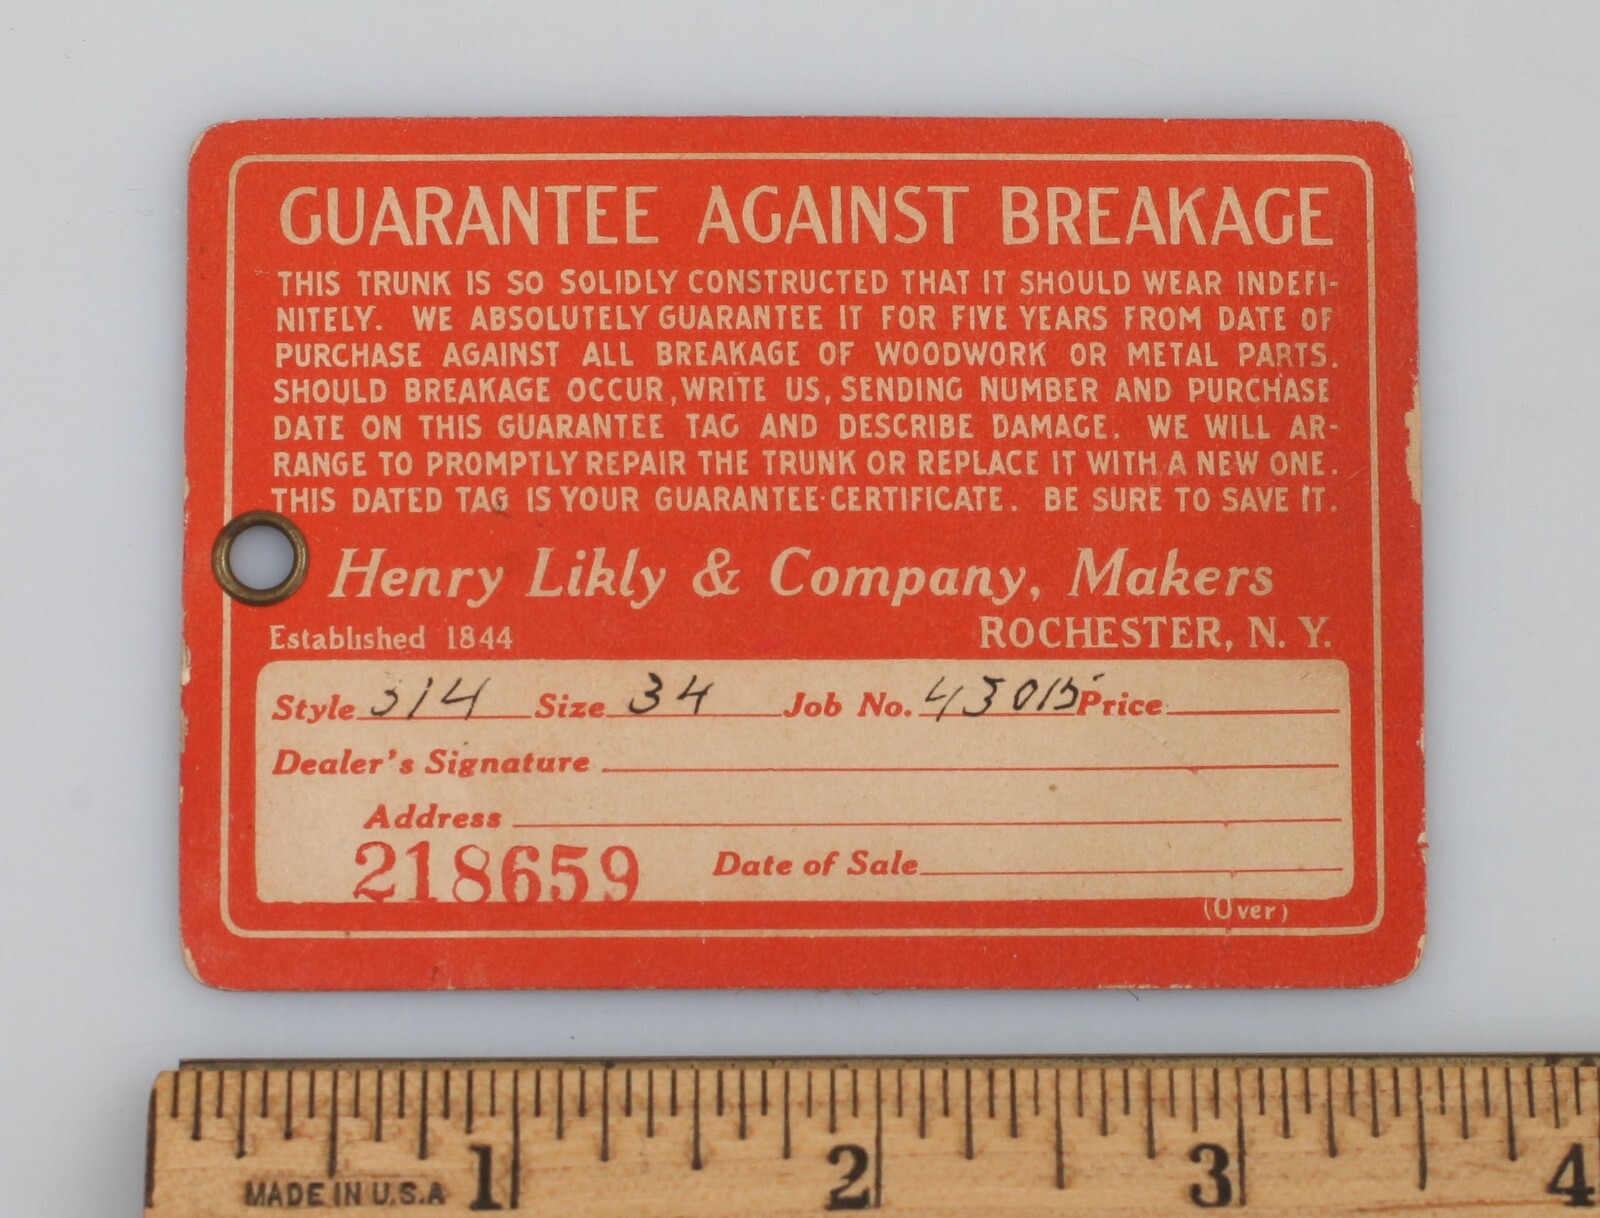 GUARANTEE AGAINST BREAKAGE
THIS TRUNK IS SO SOLIDLY CONSTRUCTED THAT IT SHOULD WEAR INDEFI-
NITELY. WE ABSOLUTELY GUARANTEE IT FOR FIVE YEARS FROM DATE OF
PURCHASE AGAINST ALL BREAKAGE OF WOODWORK OR METAL PARTS.
SHOULD BREAKAGE OCCUR, WRITE US, SENDING NUMBER AND PURCHASE
DATE ON THIS GUARANTEE TAG AND DESCRIBE DAMAGE. WE WILL AR-
RANGE TO PROMPTLY REPAIR THE TRUNK OR REPLACE IT WITH A NEW ONE.
THIS DATED TAG IS YOUR GUARANTEE-CERTIFICATE. BE SURE TO SAVE IT.
Henry Likly & Company, Makers
Established 1844 ROCHESTER, N. Y.
Style 314 Size 34 Job No. 43015 Price
Dealer's Signature
Address
218659 Date of Sale
(Over)
1 2 3 4
MADE IN U.S.A